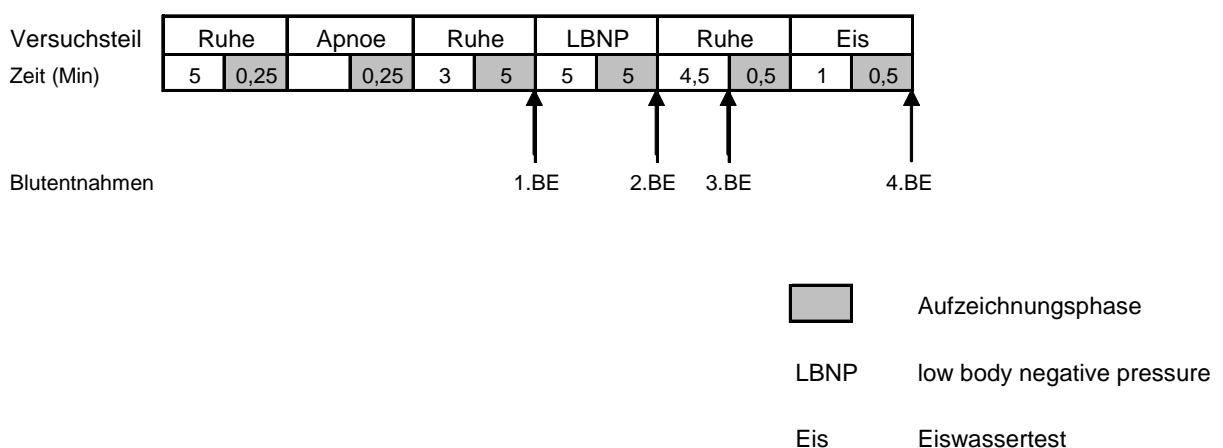 Versuchsteil Ruhe Apnoe Ruhe LBNP Ruhe Eis
Zeit (Min) 5 0,25 0,25 3 5 5 5 4,5 0,5 1 0,5
Blutentnahmen 1.BE 2.BE 3.BE 4.BE
Aufzeichnungsphase
LBNP low body negative pressure
Eis Eiswassertest